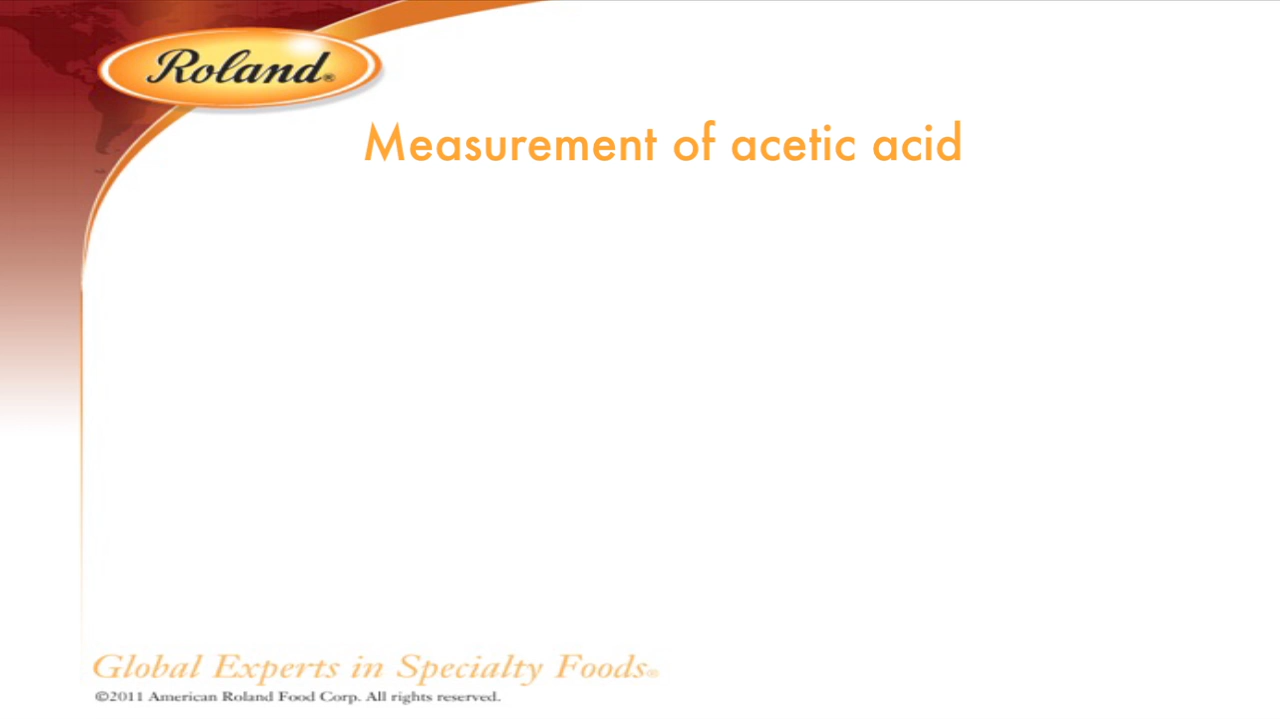 Roland®
Measurement of acetic acid
Global Experts in Specialty Foods®
©2011 American Roland Food Corp. All rights reserved.